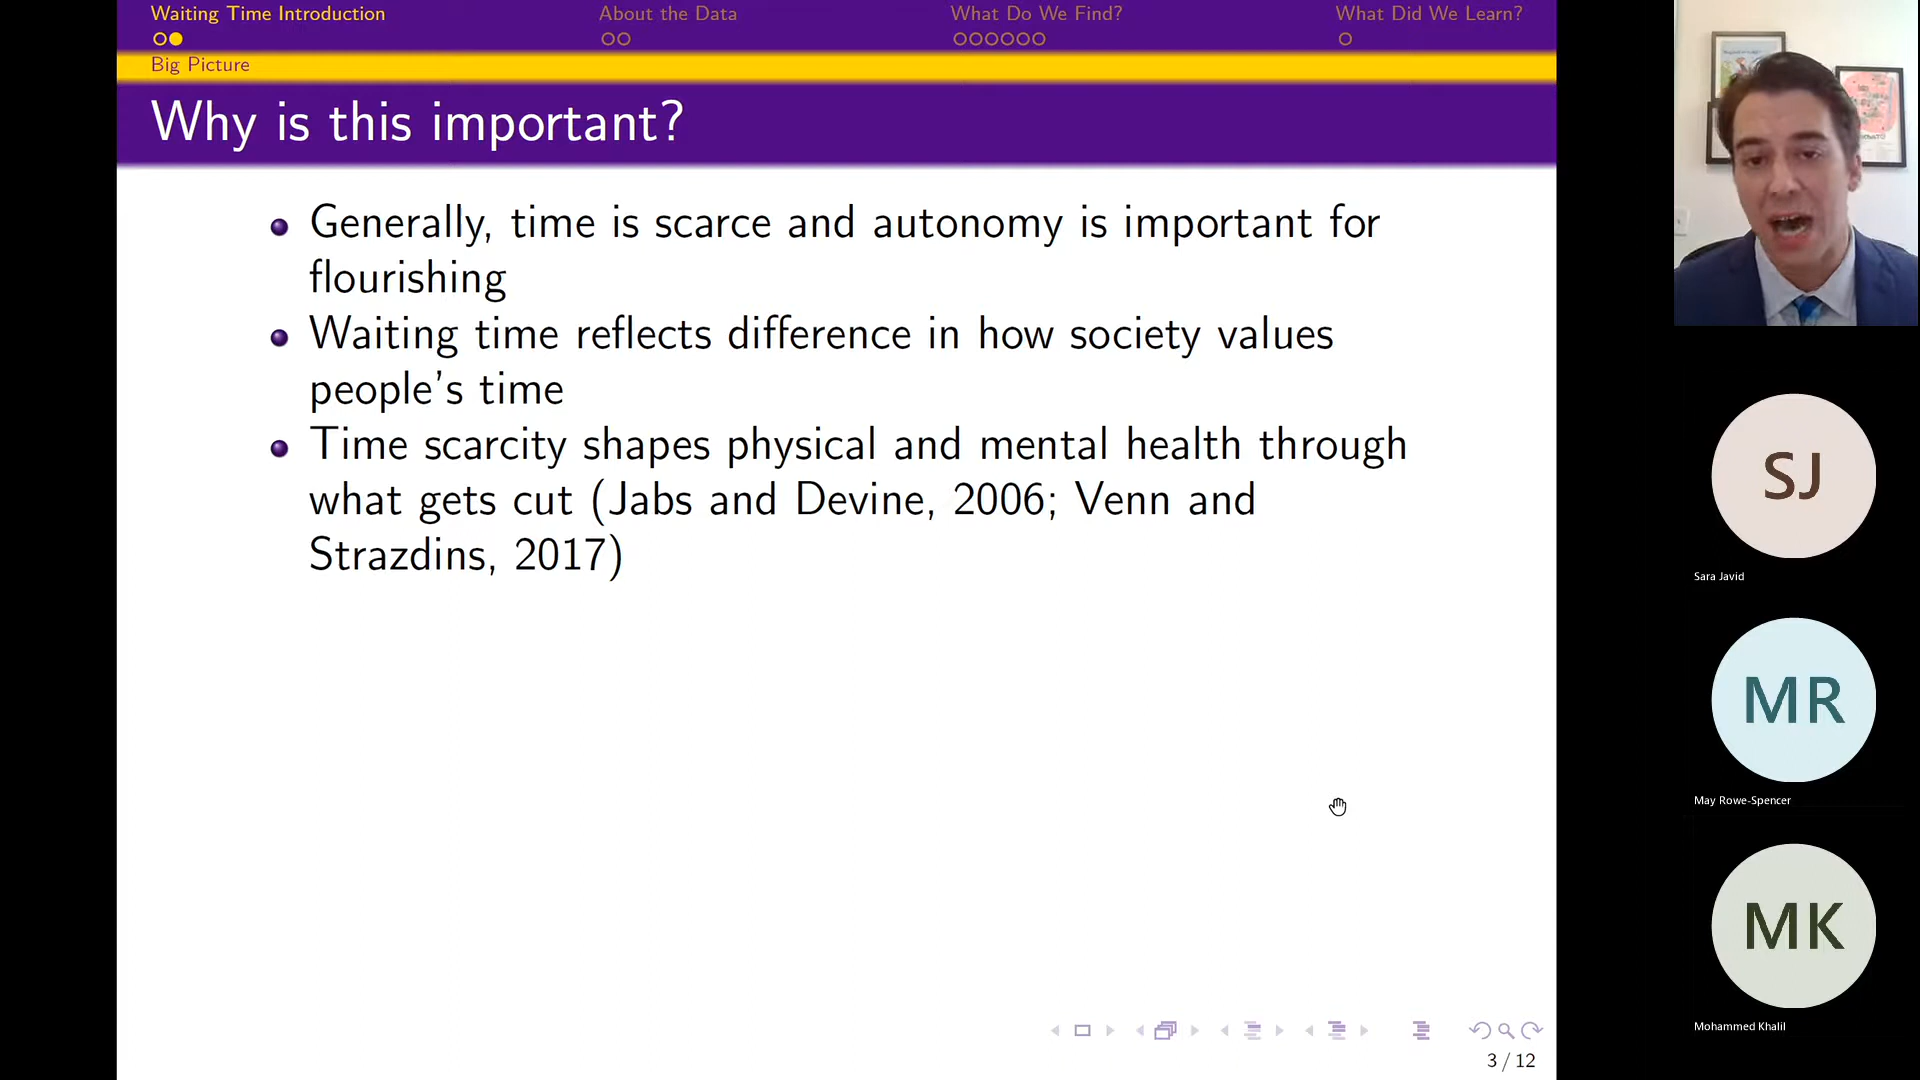 Waiting Time Introduction
About the Data
What Do We Find?
What Did We Learn?
Big Picture
Why is this important?
Generally, time is scarce and autonomy is important for
flourishing
Waiting time reflects difference in how society values
people's time
Time scarcity shapes physical and mental health through
what gets cut (Jabs and Devine, 2006; Venn and
Strazdins, 2017)
3 / 12
SJ
Sara Javid
MR
May Rowe-Spencer
MK
Mohammed Khalil